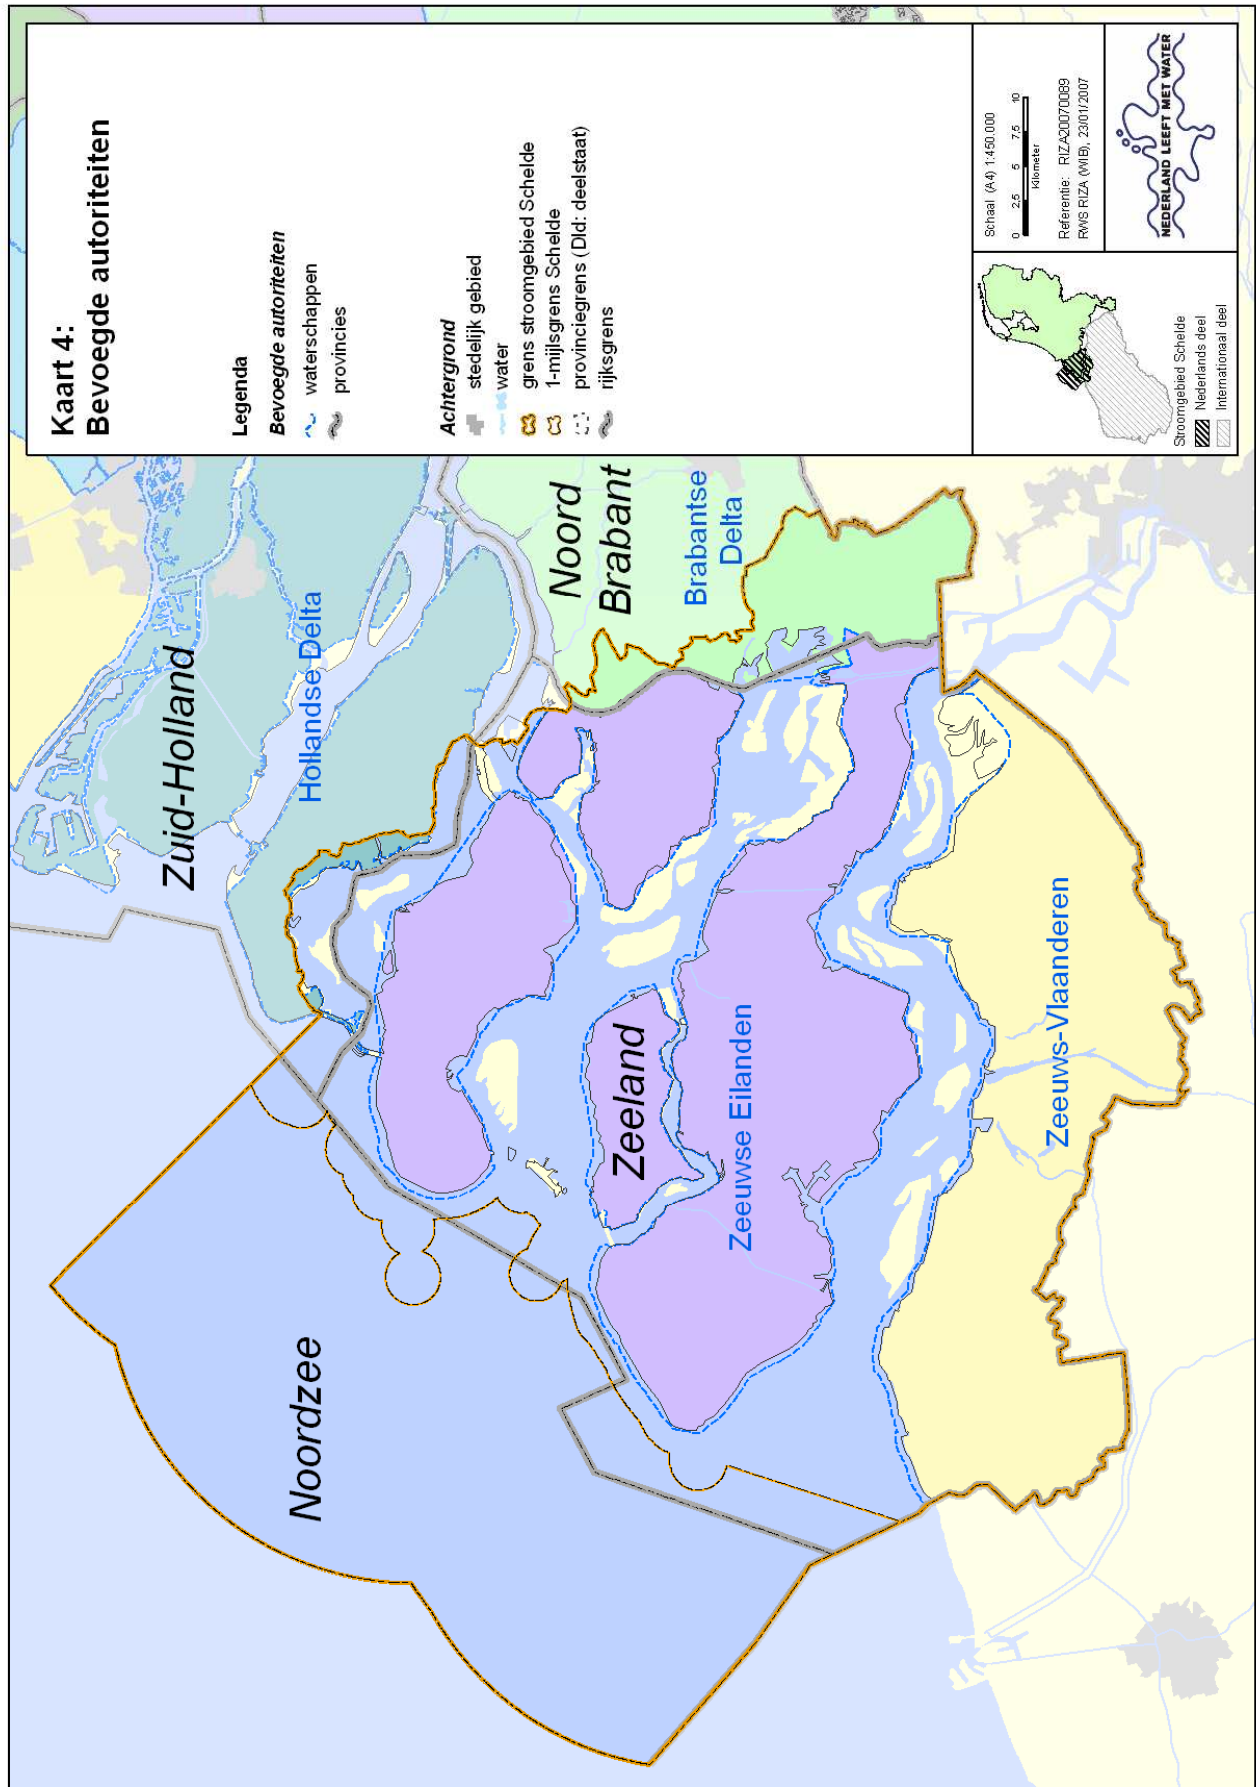 Kaart 4:
Bevoegde autoriteiten
Legenda
Bevoegde autoriteiten
waterschappen
provincies
Achtergrond
stedelijk gebied
water
grens stroomgebied Schelde
1-mijlsgrens Schelde
provinciegrens (Dld: deelstaat)
rijksgrens
Schaal (A4) 1:450.000
0 2,5 5 7,5 10
Kilometer
Referentie: RIZA20070089
RWS RIZA (WIB), 23/01/2007
NEDERLAND LEEFT MET WATER
Stroomgebied Schelde
Nederlands deel
Internationaal deel
Zuid-Holland
Hollandse Delta
Noord
Brabant
Brabantse
Delta
Noordzee
Zeeland
Zeeuwse Eilanden
Zeeuws-Vlaanderen